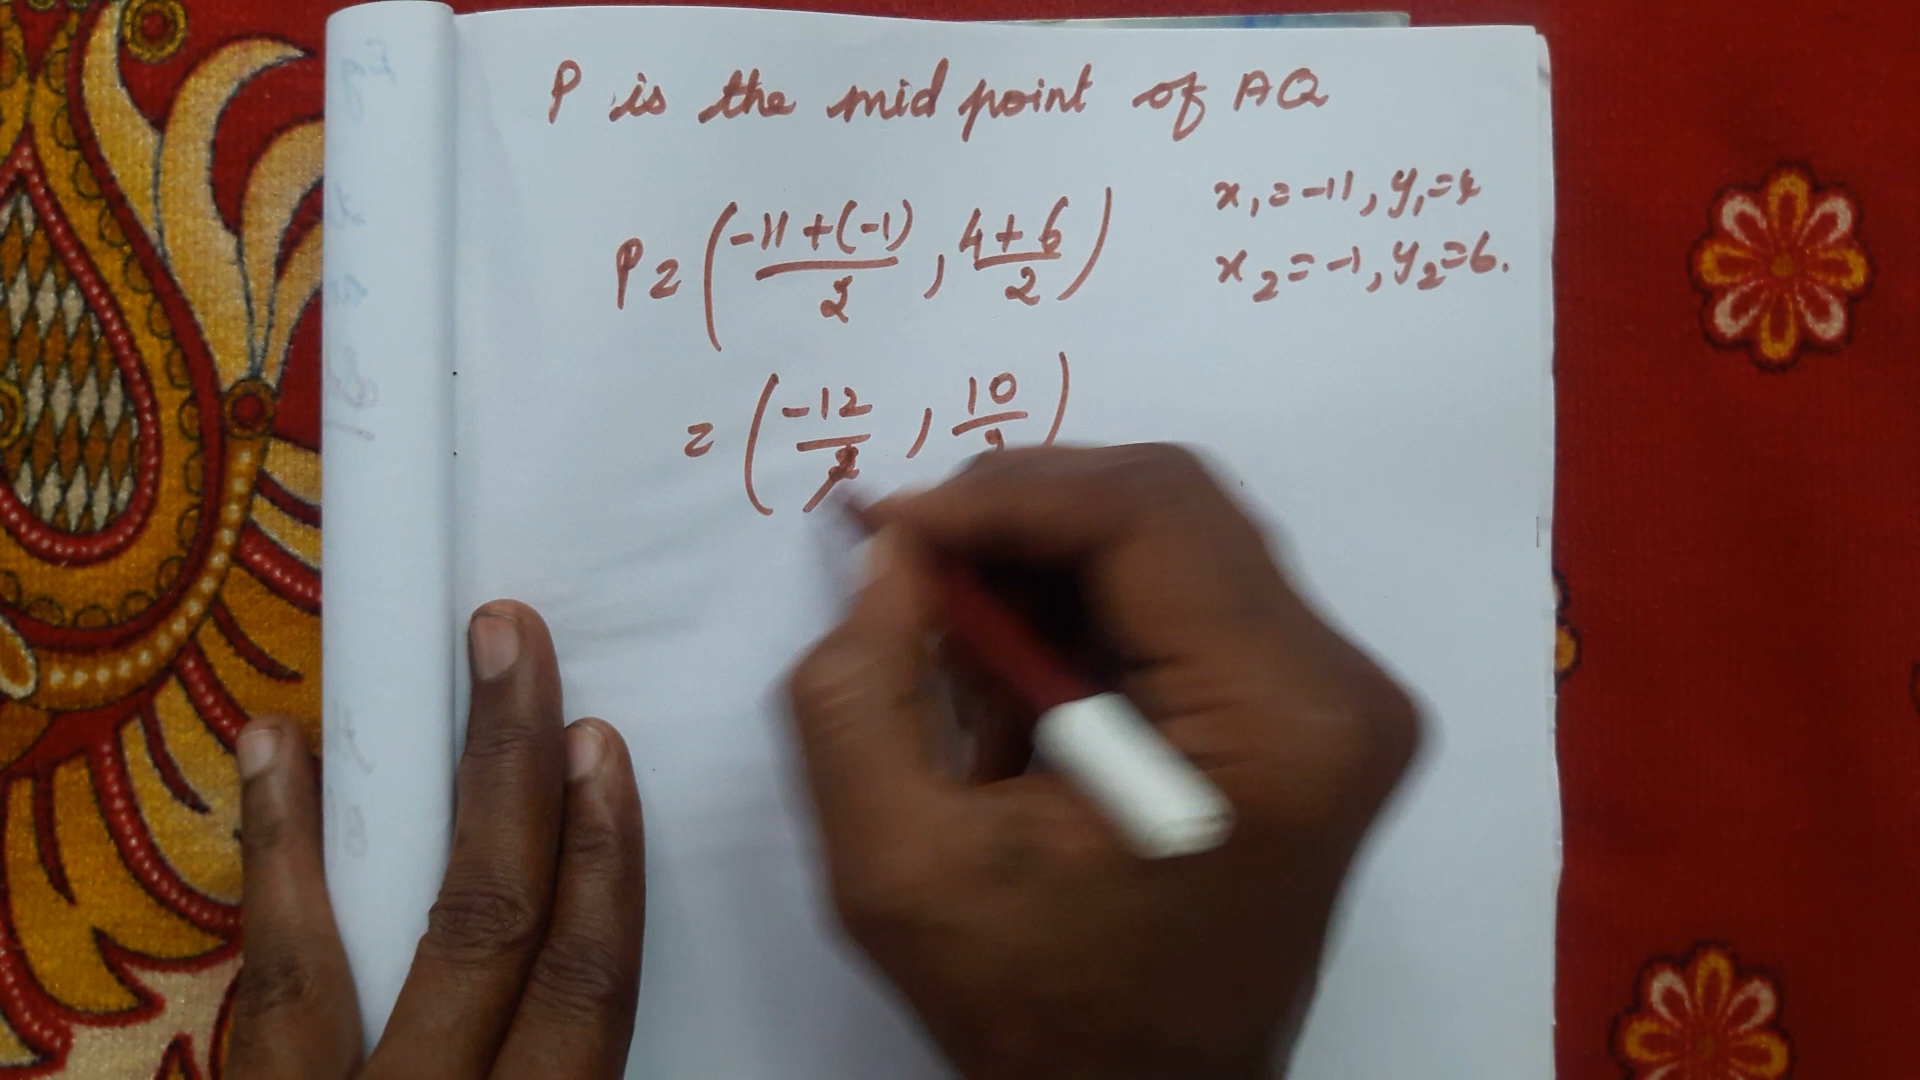 P is the mid point of AQ
x₁=-11, y₁=4
P = (-11+(-1)/2, 4+6/2)
x₂=-1, y₂=6.
= (-12/2, 10/2)